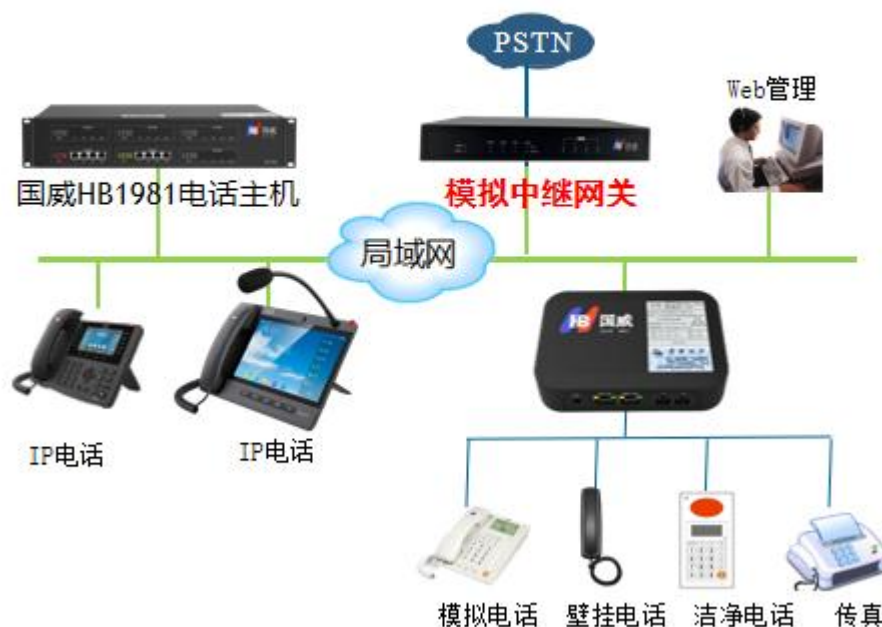 PSTN
Web管理
国威HB1981电话主机
模拟中继网关
局域网
HB 国威
IP电话
IP电话
模拟电话
壁挂电话
洁净电话
传真